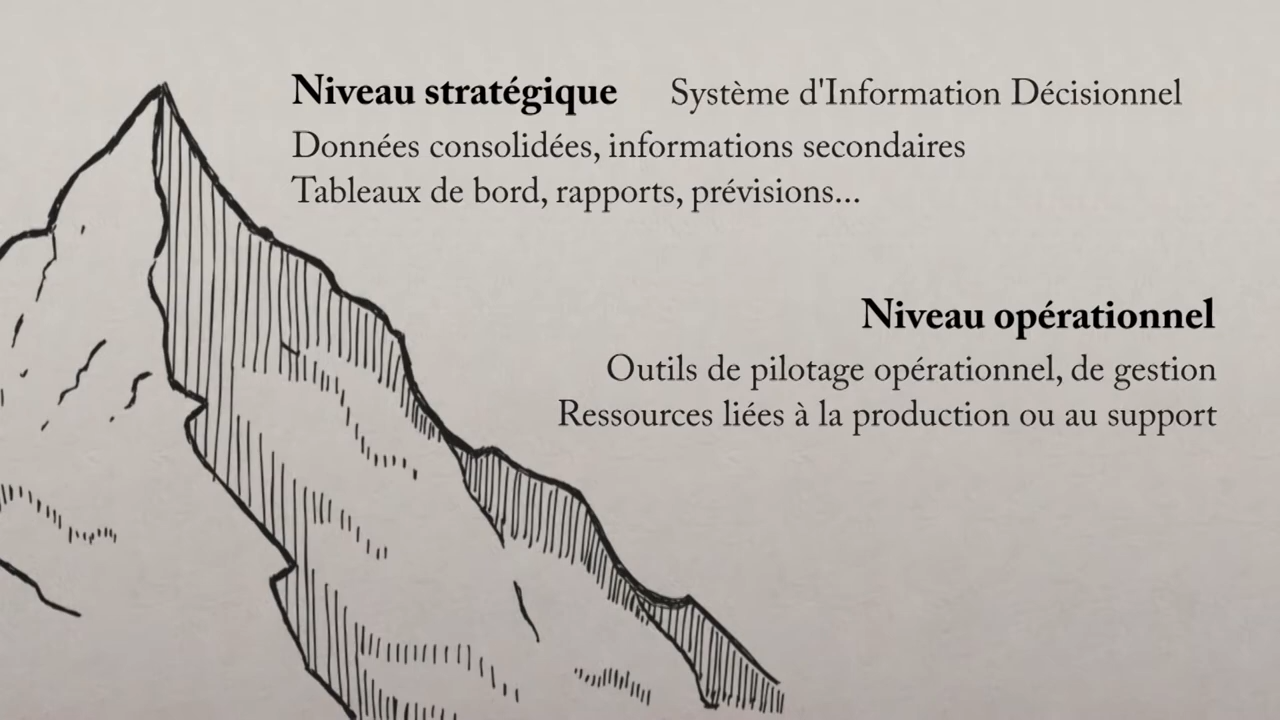 Niveau stratégique Système d'Information Décisionnel
Données consolidées, informations secondaires
Tableaux de bord, rapports, prévisions...
Niveau opérationnel
Outils de pilotage opérationnel, de gestion
Ressources liées à la production ou au support